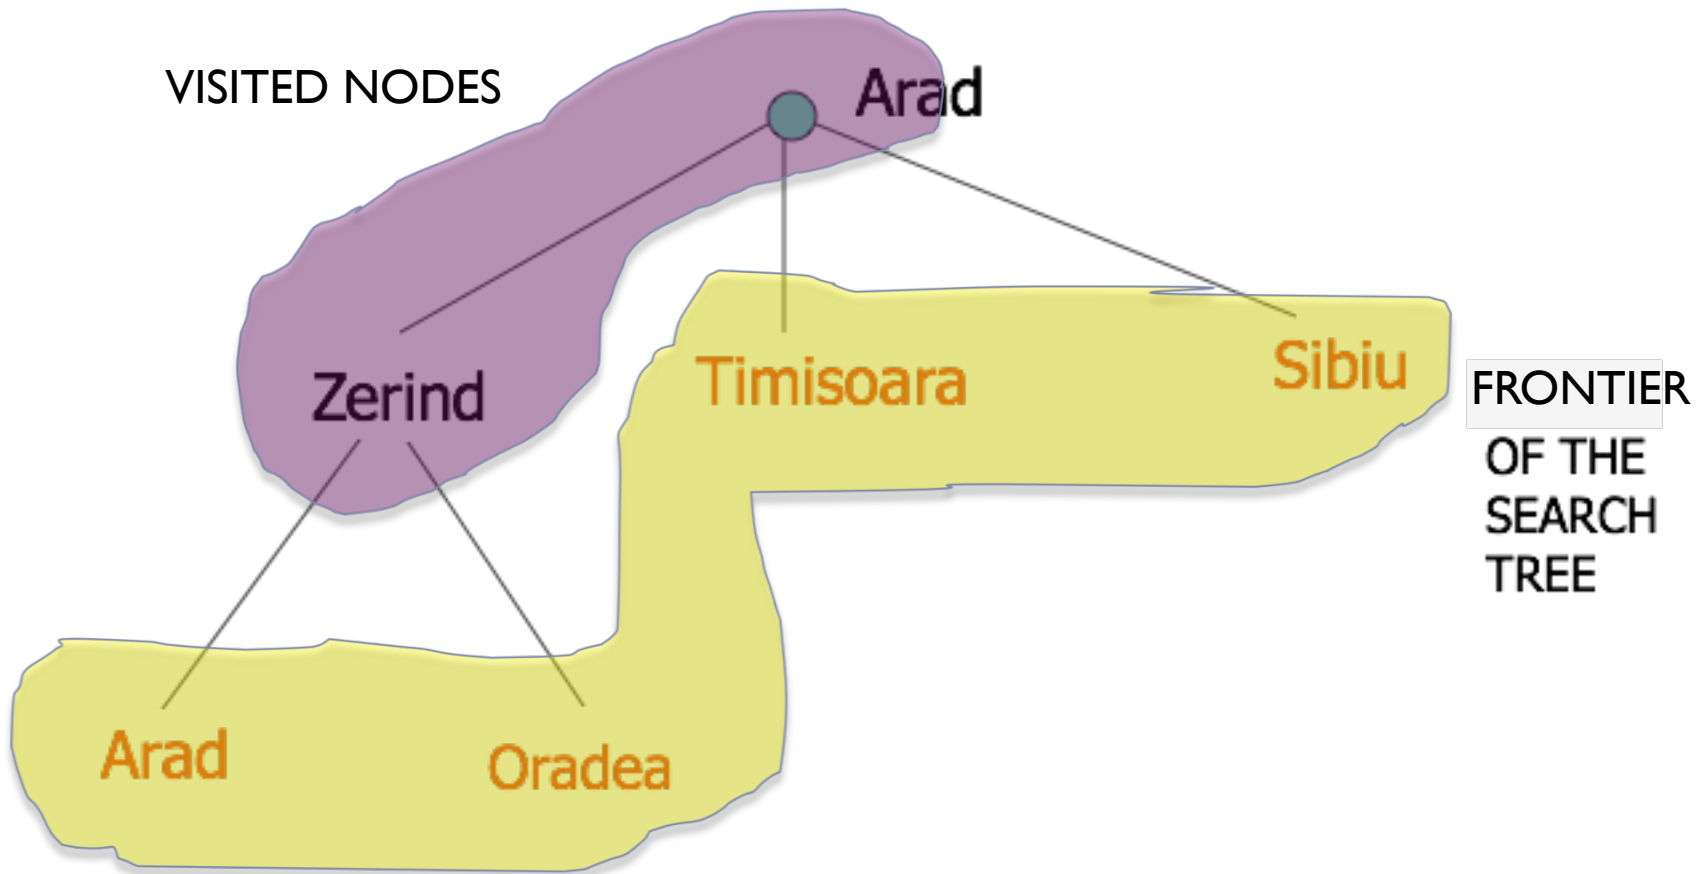 VISITED NODES
Arad
Zerind
Timisoara
Sibiu
FRONTIER
OF THE
SEARCH
TREE
Arad
Oradea